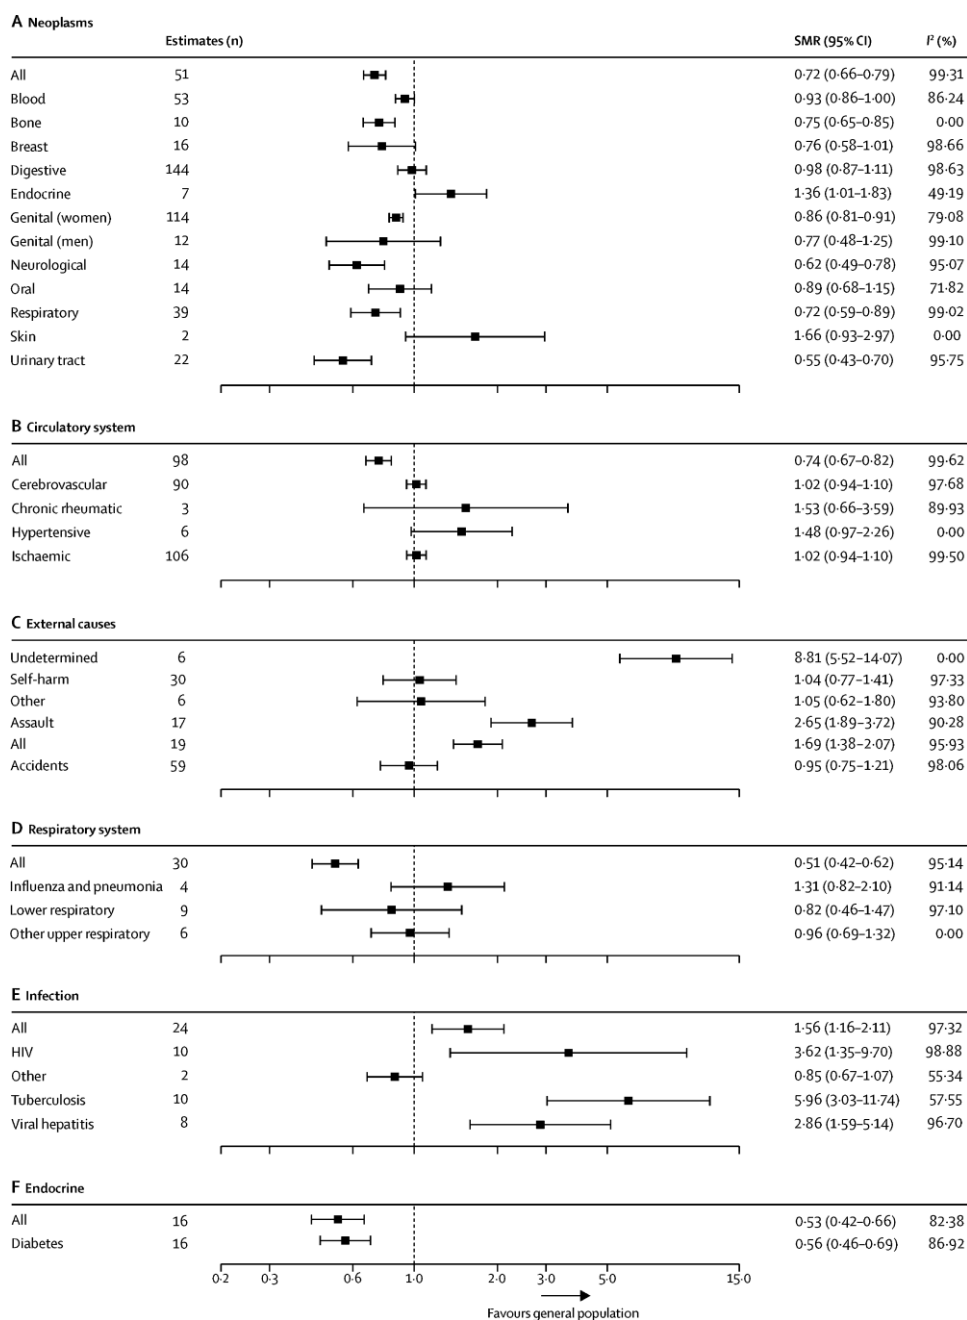 A Neoplasms
Estimates (n) SMR (95% CI) I² (%)
All 51 0·72 (0·66–0·79) 99·31
Blood 53 0·93 (0·86–1·00) 86·24
Bone 10 0·75 (0·65–0·85) 0·00
Breast 16 0·76 (0·58–1·01) 98·66
Digestive 144 0·98 (0·87–1·11) 98·63
Endocrine 7 1·36 (1·01–1·83) 49·19
Genital (women) 114 0·86 (0·81–0·91) 79·08
Genital (men) 12 0·77 (0·48–1·25) 99·10
Neurological 14 0·62 (0·49–0·78) 95·07
Oral 14 0·89 (0·68–1·15) 71·82
Respiratory 39 0·72 (0·59–0·89) 99·02
Skin 2 1·66 (0·93–2·97) 0·00
Urinary tract 22 0·55 (0·43–0·70) 95·75
B Circulatory system
All 98 0·74 (0·67–0·82) 99·62
Cerebrovascular 90 1·02 (0·94–1·10) 97·68
Chronic rheumatic 3 1·53 (0·66–3·59) 89·93
Hypertensive 6 1·48 (0·97–2·26) 0·00
Ischaemic 106 1·02 (0·94–1·10) 99·50
C External causes
Undetermined 6 8·81 (5·52–14·07) 0·00
Self-harm 30 1·04 (0·77–1·41) 97·33
Other 6 1·05 (0·62–1·80) 93·80
Assault 17 2·65 (1·89–3·72) 90·28
All 19 1·69 (1·38–2·07) 95·93
Accidents 59 0·95 (0·75–1·21) 98·06
D Respiratory system
All 30 0·51 (0·42–0·62) 95·14
Influenza and pneumonia 4 1·31 (0·82–2·10) 91·14
Lower respiratory 9 0·82 (0·46–1·47) 97·10
Other upper respiratory 6 0·96 (0·69–1·32) 0·00
E Infection
All 24 1·56 (1·16–2·11) 97·32
HIV 10 3·62 (1·35–9·70) 98·88
Other 2 0·85 (0·67–1·07) 55·34
Tuberculosis 10 5·96 (3·03–11·74) 57·55
Viral hepatitis 8 2·86 (1·59–5·14) 96·70
F Endocrine
All 16 0·53 (0·42–0·66) 82·38
Diabetes 16 0·56 (0·46–0·69) 86·92
0·2 0·3 0·6 1·0 2·0 3·0 5·0 15·0
Favours general population